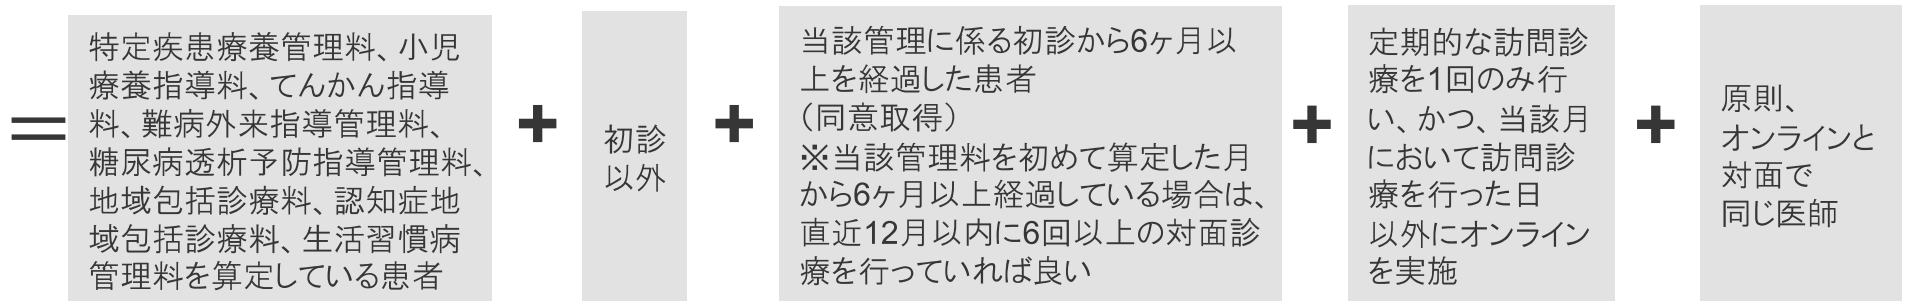 =
特定疾患療養管理料、小児
療養指導料、てんかん指導
料、難病外来指導管理料、
糖尿病透析予防指導管理料、
地域包括診療料、認知症地
域包括診療料、生活習慣病
管理料を算定している患者
+
初診
以外
+
当該管理に係る初診から6ヶ月以
上を経過した患者
（同意取得）
※当該管理料を初めて算定した月
から6ヶ月以上経過している場合は、
直近12月以内に6回以上の対面診
療を行っていれば良い
+
定期的な訪問診
療を1回のみ行
い、かつ、当該月
において訪問診
療を行った日
以外にオンライン
を実施
+
原則、
オンラインと
対面で
同じ医師